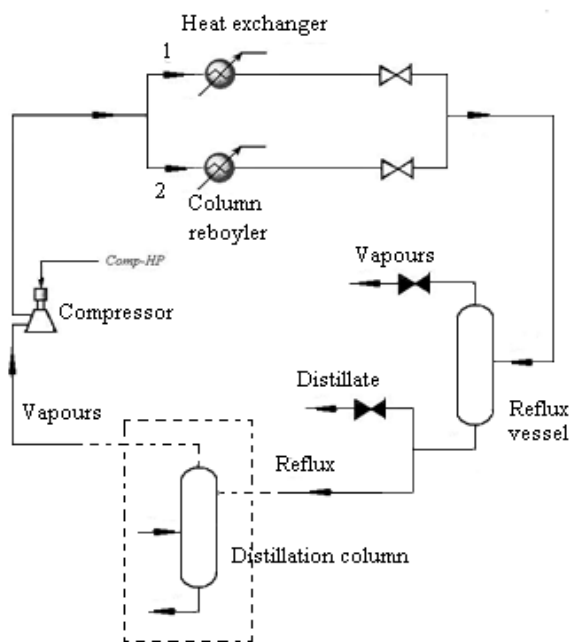 Heat exchanger
1
2
Column
reboyler
Comp-HP
Compressor
Vapours
Vapours
Distillate
Reflux
vessel
Reflux
Distillation column